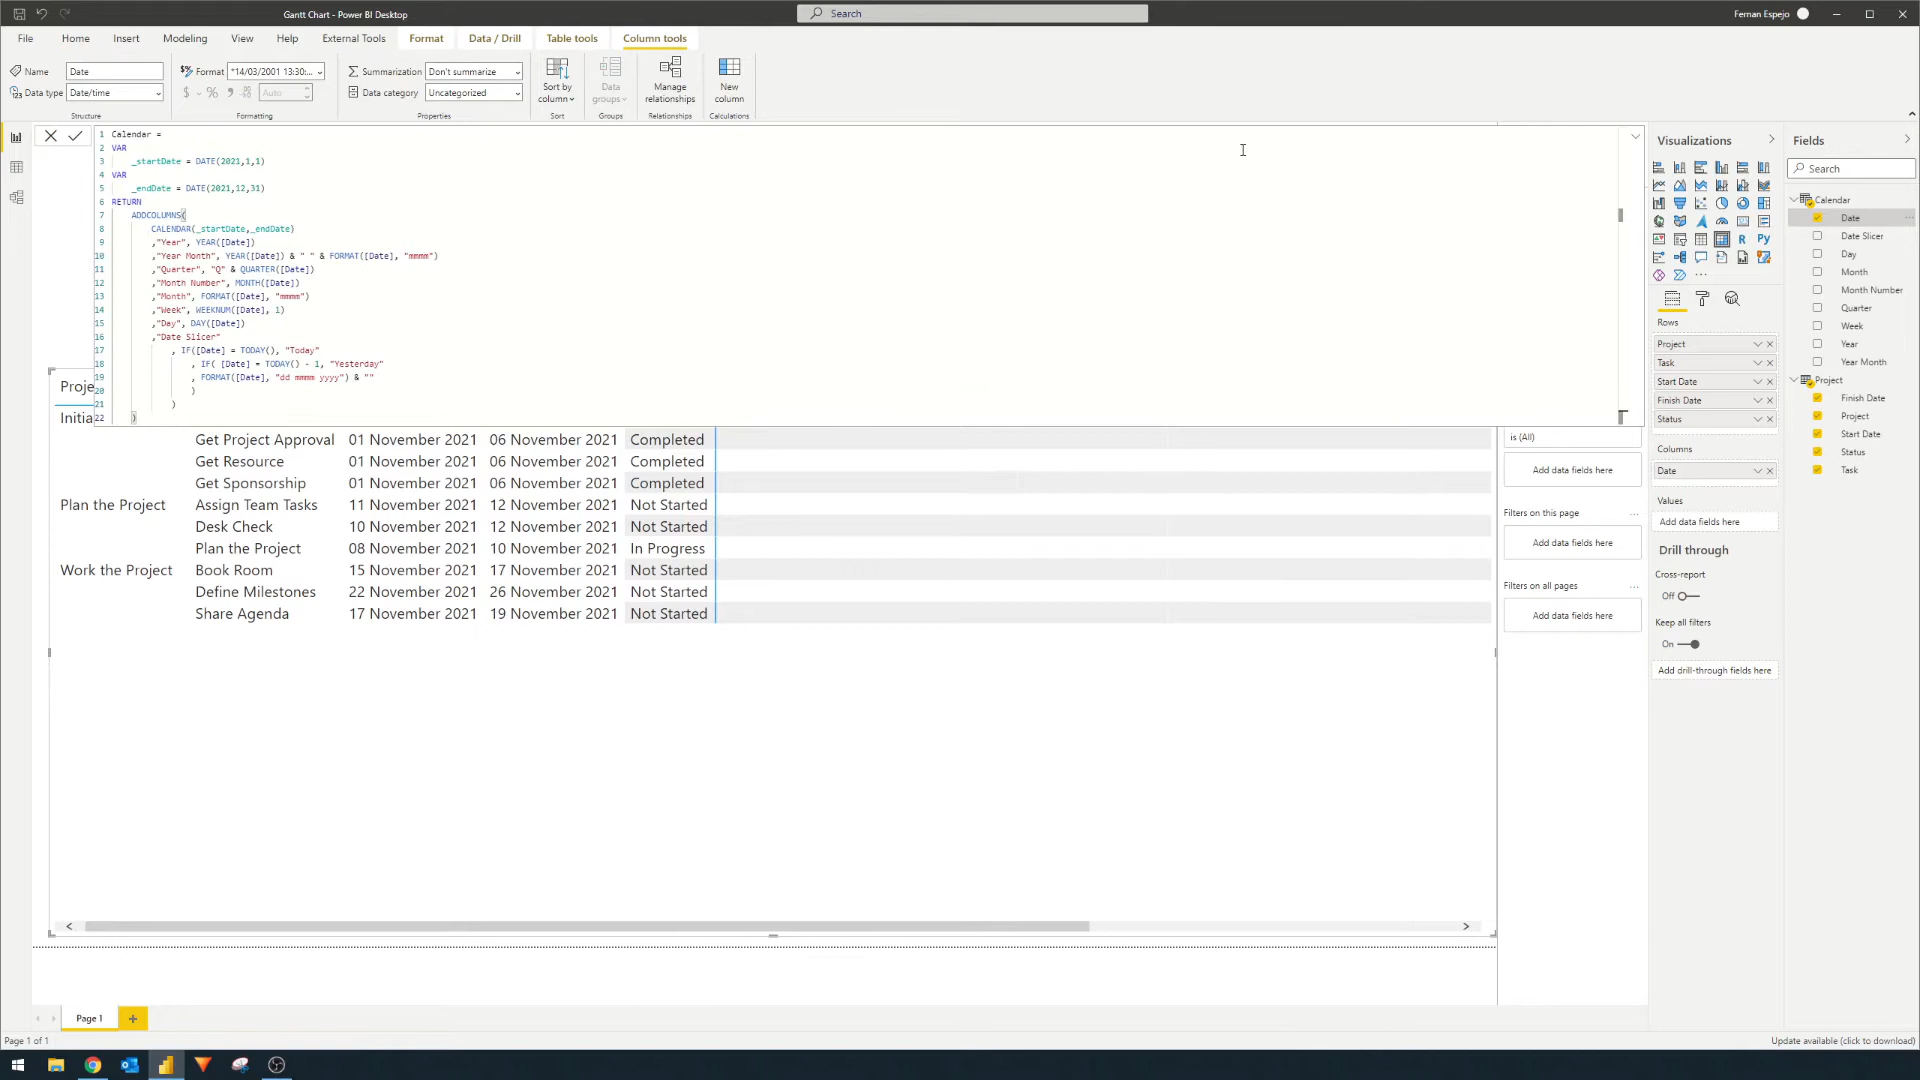 Gantt Chart - Power BI Desktop
Search
Fernan Espejo
File
Home
Insert
Modeling
View
Help
External Tools
Format
Data / Drill
Table tools
Column tools
Name
Date
Data type
Date/time
Structure
Format
*14/03/2001 13:30:...
$
%
Auto
Formatting
Summarization
Don't summarize
Data category
Uncategorized
Properties
Sort by
column
Sort
Data
groups
Groups
Manage
relationships
Relationships
New
column
Calculations
1 Calendar =
2 VAR
3 _startDate = DATE(2021,1,1)
4 VAR
5 _endDate = DATE(2021,12,31)
6 RETURN
7 ADDCOLUMNS(
8 CALENDAR(_startDate,_endDate)
9 ,"Year", YEAR([Date])
10 ,"Year Month", YEAR([Date]) & " " & FORMAT([Date], "mmmm")
11 ,"Quarter", "Q" & QUARTER([Date])
12 ,"Month Number", MONTH([Date])
13 ,"Month", FORMAT([Date], "mmmm")
14 ,"Week", WEEKNUM([Date], 1)
15 ,"Day", DAY([Date])
16 ,"Date Slicer"
17 , IF([Date] = TODAY(), "Today"
18 , IF( [Date] = TODAY() - 1, "Yesterday"
19 , FORMAT([Date], "dd mmmm yyyy") & ""
20 )
21 )
22 )
Proje
Initia
Get Project Approval 01 November 2021 06 November 2021 Completed
Get Resource 01 November 2021 06 November 2021 Completed
Get Sponsorship 01 November 2021 06 November 2021 Completed
Plan the Project Assign Team Tasks 11 November 2021 12 November 2021 Not Started
Desk Check 10 November 2021 12 November 2021 Not Started
Plan the Project 08 November 2021 10 November 2021 In Progress
Work the Project Book Room 15 November 2021 17 November 2021 Not Started
Define Milestones 22 November 2021 26 November 2021 Not Started
Share Agenda 17 November 2021 19 November 2021 Not Started
is (All)
Add data fields here
Filters on this page
...
Add data fields here
Filters on all pages
...
Add data fields here
Visualizations
R
Py
...
Rows
Project
Task
Start Date
Finish Date
Status
Columns
Date
Values
Add data fields here
Drill through
Cross-report
Off
Keep all filters
On
Add drill-through fields here
Fields
Search
Calendar
Date
...
Date Slicer
Day
Month
Month Number
Quarter
Week
Year
Year Month
Project
Finish Date
Project
Start Date
Status
Task
Page 1
Page 1 of 1
Update available (click to download)